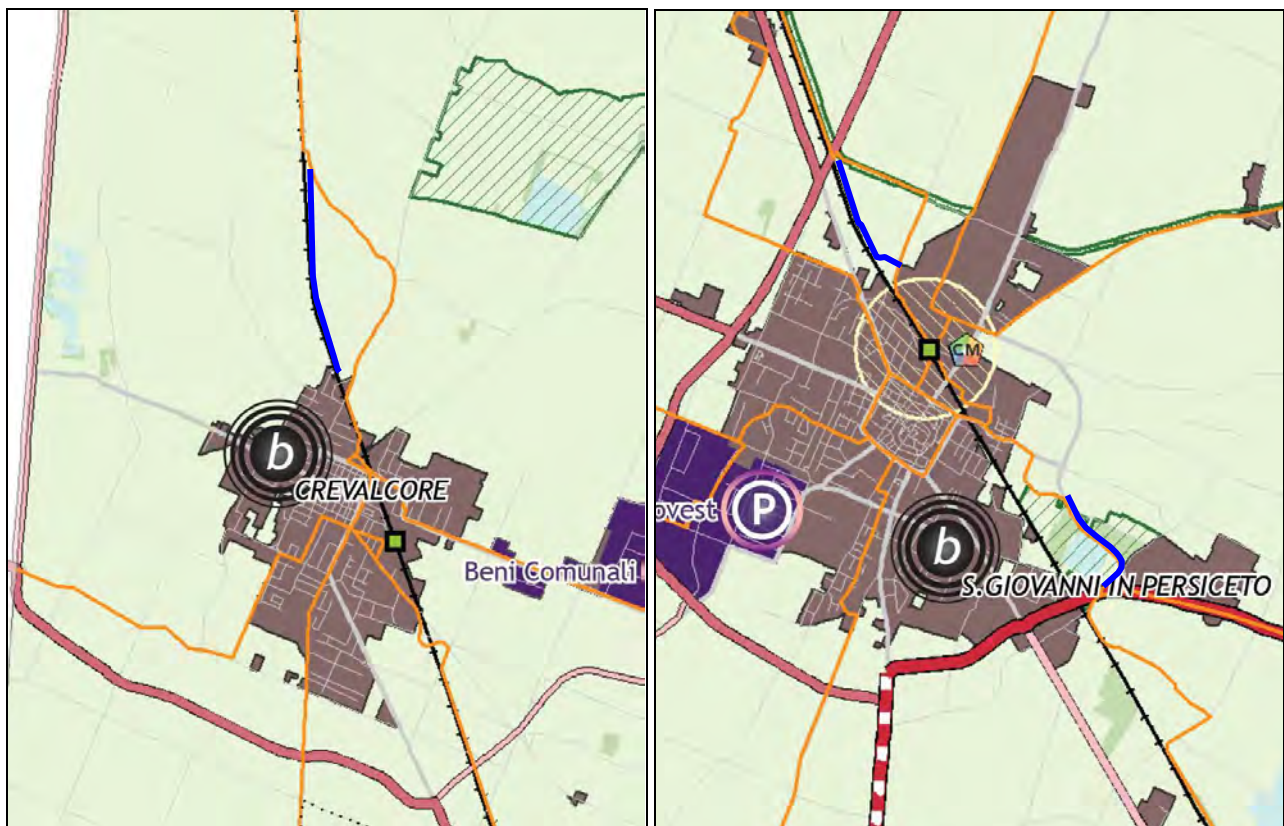 b
CREVALCORE
Beni Comunali
CM
ovest
P
b
S.GIOVANNI IN PERSICETO